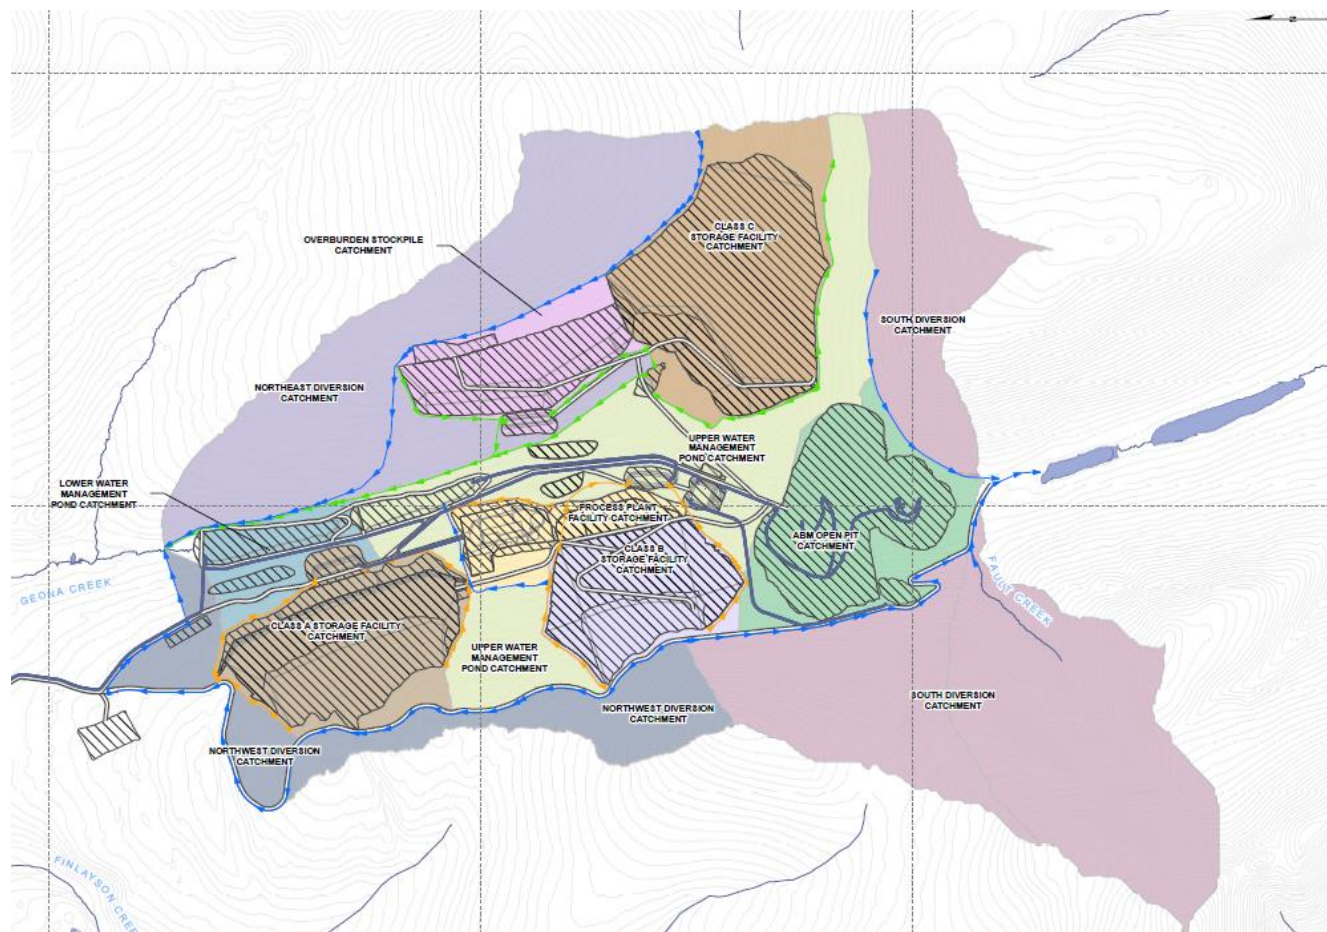 N
CLASS C
STORAGE FACILITY
CATCHMENT
OVERBURDEN STOCKPILE
CATCHMENT
SOUTH DIVERSION
CATCHMENT
NORTHEAST DIVERSION
CATCHMENT
UPPER WATER
MANAGEMENT
POND CATCHMENT
LOWER WATER
MANAGEMENT
POND CATCHMENT
PROCESS PLANT
FACILITY CATCHMENT
ABM OPEN PIT
CATCHMENT
CLASS B
STORAGE FACILITY
CATCHMENT
GEONA CREEK
FAULT CREEK
CLASS A STORAGE FACILITY
CATCHMENT
UPPER WATER
MANAGEMENT
POND CATCHMENT
SOUTH DIVERSION
CATCHMENT
NORTHWEST DIVERSION
CATCHMENT
NORTHWEST DIVERSION
CATCHMENT
FINLAYSON CREE